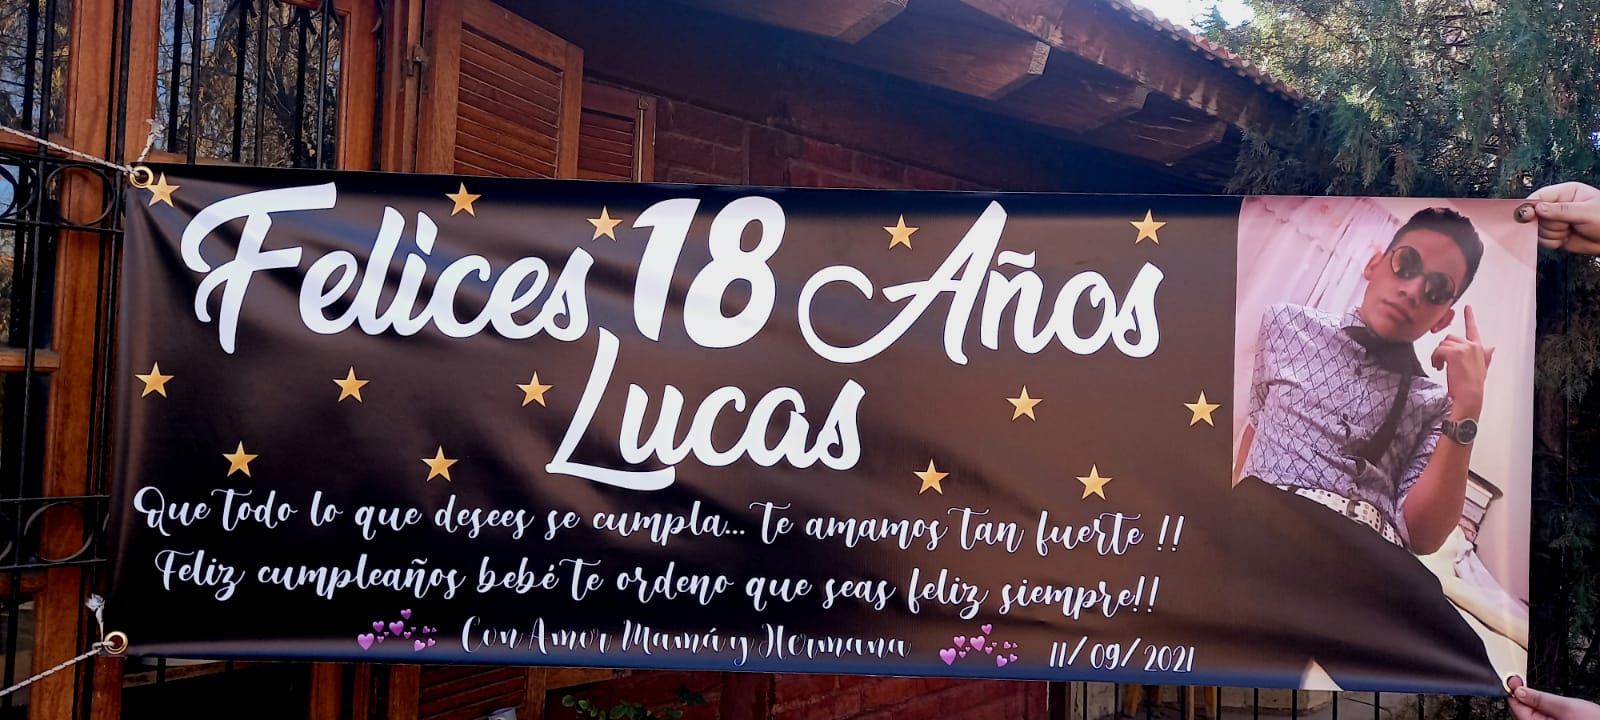 Felices 18 Años
Lucas
Que todo lo que desees se cumpla... te amamos tan fuerte !!
Feliz cumpleaños bebé te ordeno que seas feliz siempre!!
Con Amor Mamá y Hermana
11/09/2021